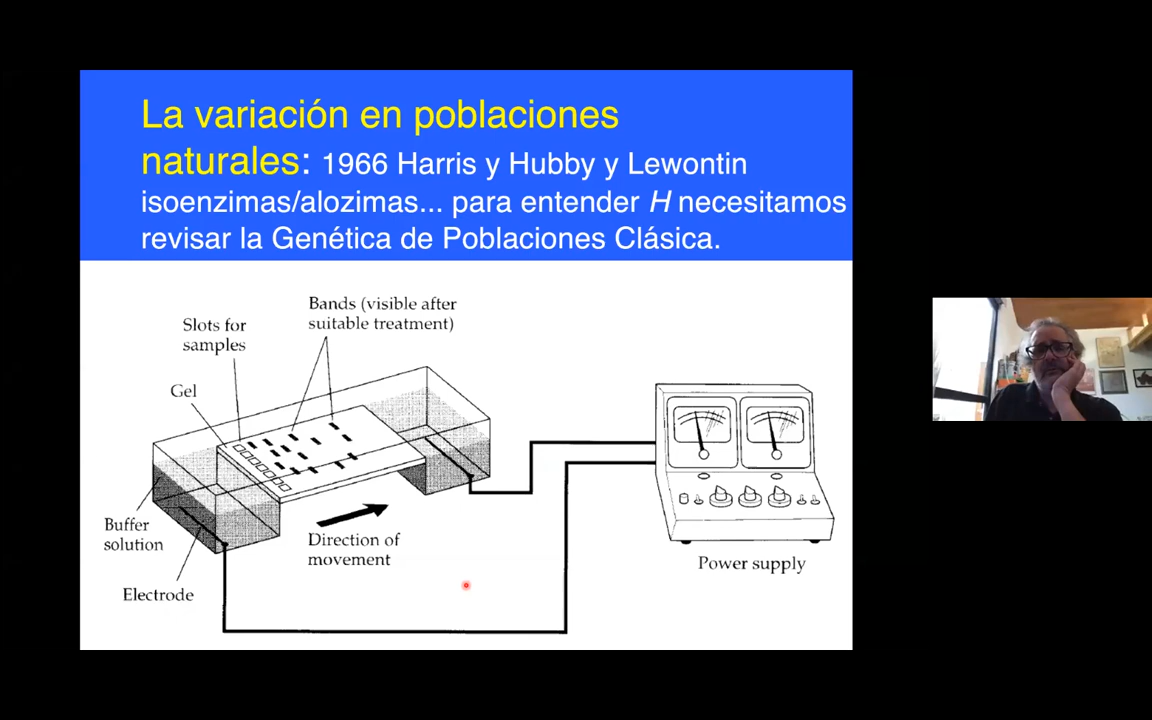 La variación en poblaciones
naturales: 1966 Harris y Hubby y Lewontin
isoenzimas/alozimas... para entender H necesitamos
revisar la Genética de Poblaciones Clásica.
Bands (visible after
suitable treatment)
Slots for
samples
Gel
Buffer
solution
Direction of
movement
Electrode
Power supply